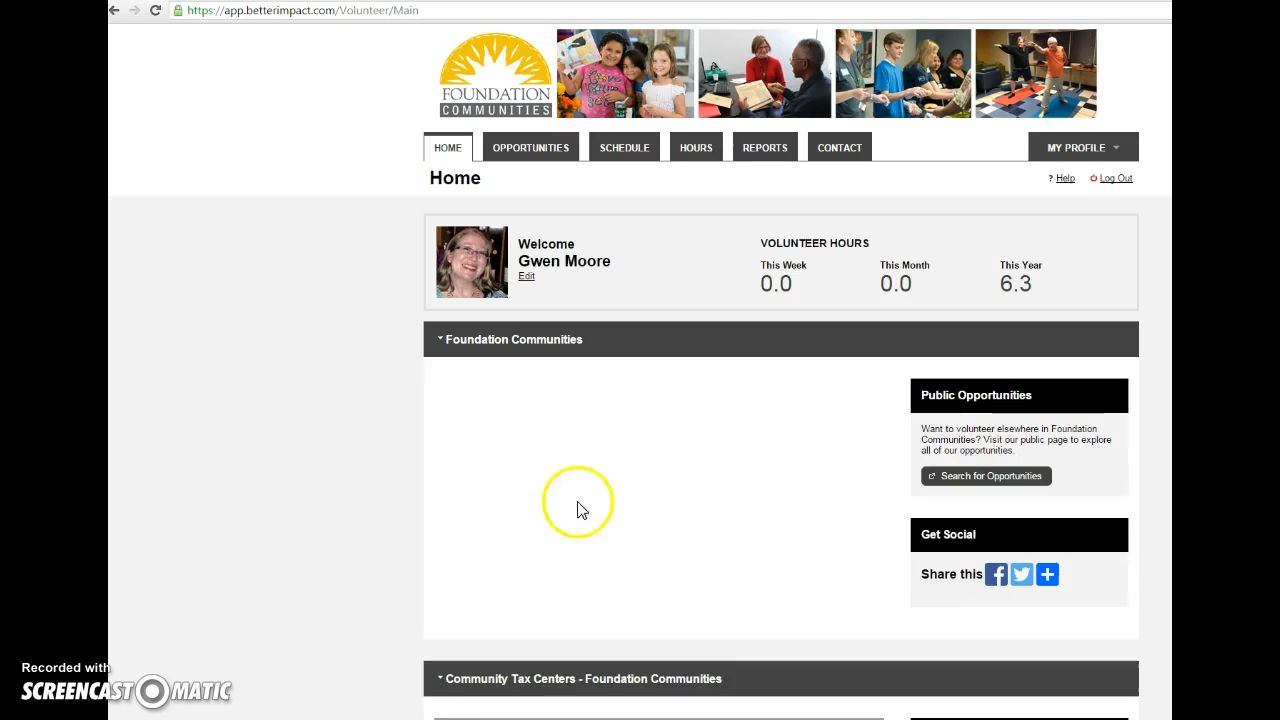 https://app.betterimpact.com/Volunteer/Main
FOUNDATION
COMMUNITIES
HOME
OPPORTUNITIES
SCHEDULE
HOURS
REPORTS
CONTACT
MY PROFILE
Home
? Help
Log Out
Welcome
Gwen Moore
Edit
VOLUNTEER HOURS
This Week
This Month
This Year
0.0
0.0
6.3
Foundation Communities
Public Opportunities
Want to volunteer elsewhere in Foundation
Communities? Visit our public page to explore
all of our opportunities.
Search for Opportunities
Get Social
Share this
Community Tax Centers - Foundation Communities
Recorded with
SCREENCAST MATIC